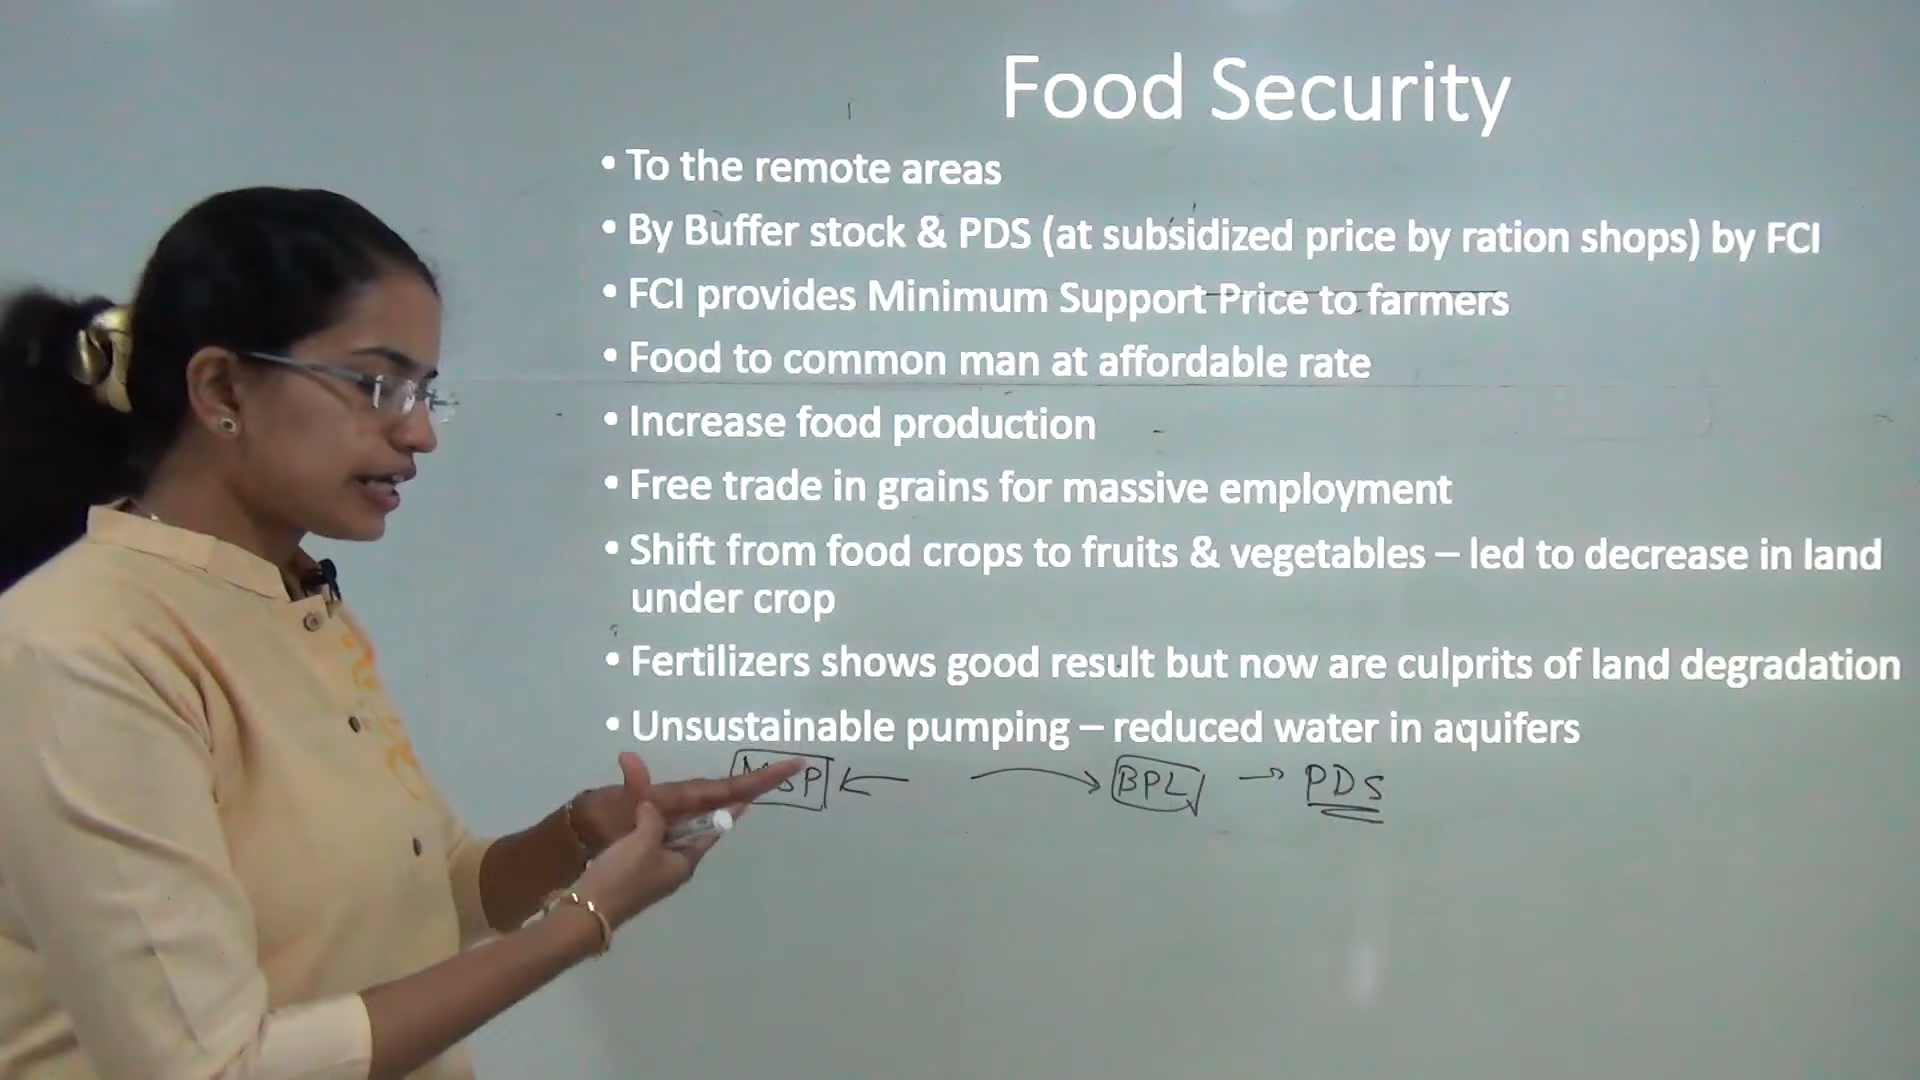 Food Security
• To the remote areas
• By Buffer stock & PDS (at subsidized price by ration shops) by FCI
• FCI provides Minimum Support Price to farmers
• Food to common man at affordable rate
• Increase food production
• Free trade in grains for massive employment
• Shift from food crops to fruits & vegetables – led to decrease in land
under crop
• Fertilizers shows good result but now are culprits of land degradation
• Unsustainable pumping – reduced water in aquifers
MSP ← → BPL → PDS